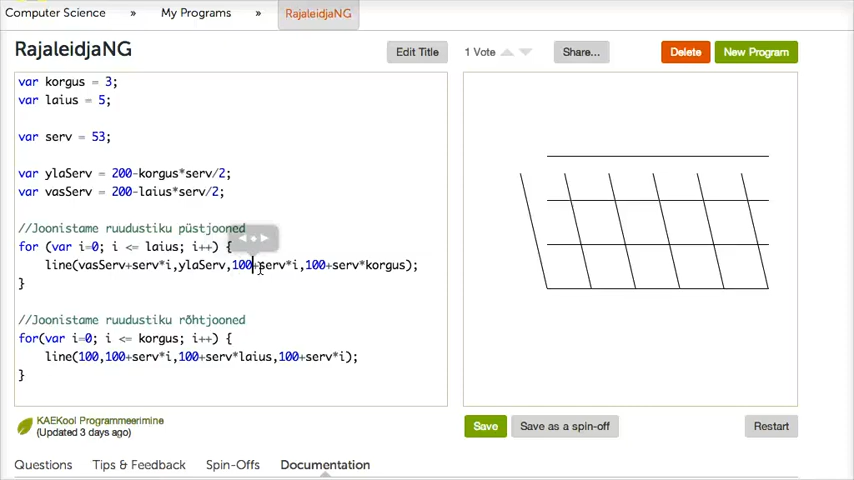 Computer Science » My Programs » RajaleidjaNG
RajaleidjaNG
Edit Title
1 Vote
Share...
Delete
New Program
var korgus = 3;
var laius = 5;
var serv = 53;
var ylaServ = 200-korgus*serv/2;
var vasServ = 200-laius*serv/2;
//Joonistame ruudustiku püstjooned
for (var i=0; i <= laius; i++) {
line(vasServ+serv*i,ylaServ,100+serv*i,100+serv*korgus);
}
//Joonistame ruudustiku rõhtjooned
for(var i=0; i <= korgus; i++) {
line(100,100+serv*i,100+serv*laius,100+serv*i);
}
KAEKool Programmeerimine
(Updated 3 days ago)
Save
Save as a spin-off
Restart
Questions
Tips & Feedback
Spin-Offs
Documentation